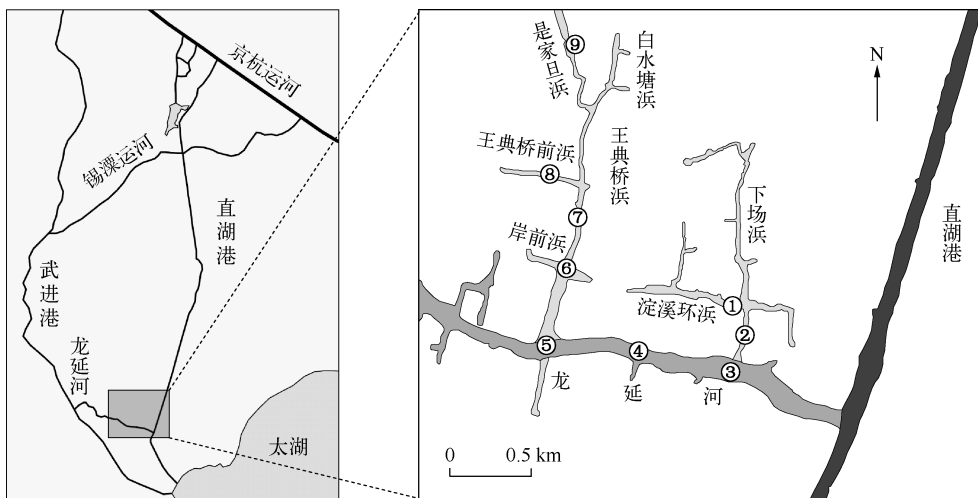 京杭运河
锡溧运河
直湖港
武进港
龙延河
太湖
N
是家旦浜
白水塘浜
王典桥前浜
王典桥浜
岸前浜
下场浜
淀溪环浜
直湖港
龙延河
⑨
⑧
⑦
⑥
⑤
④
③
②
①
0 0.5 km